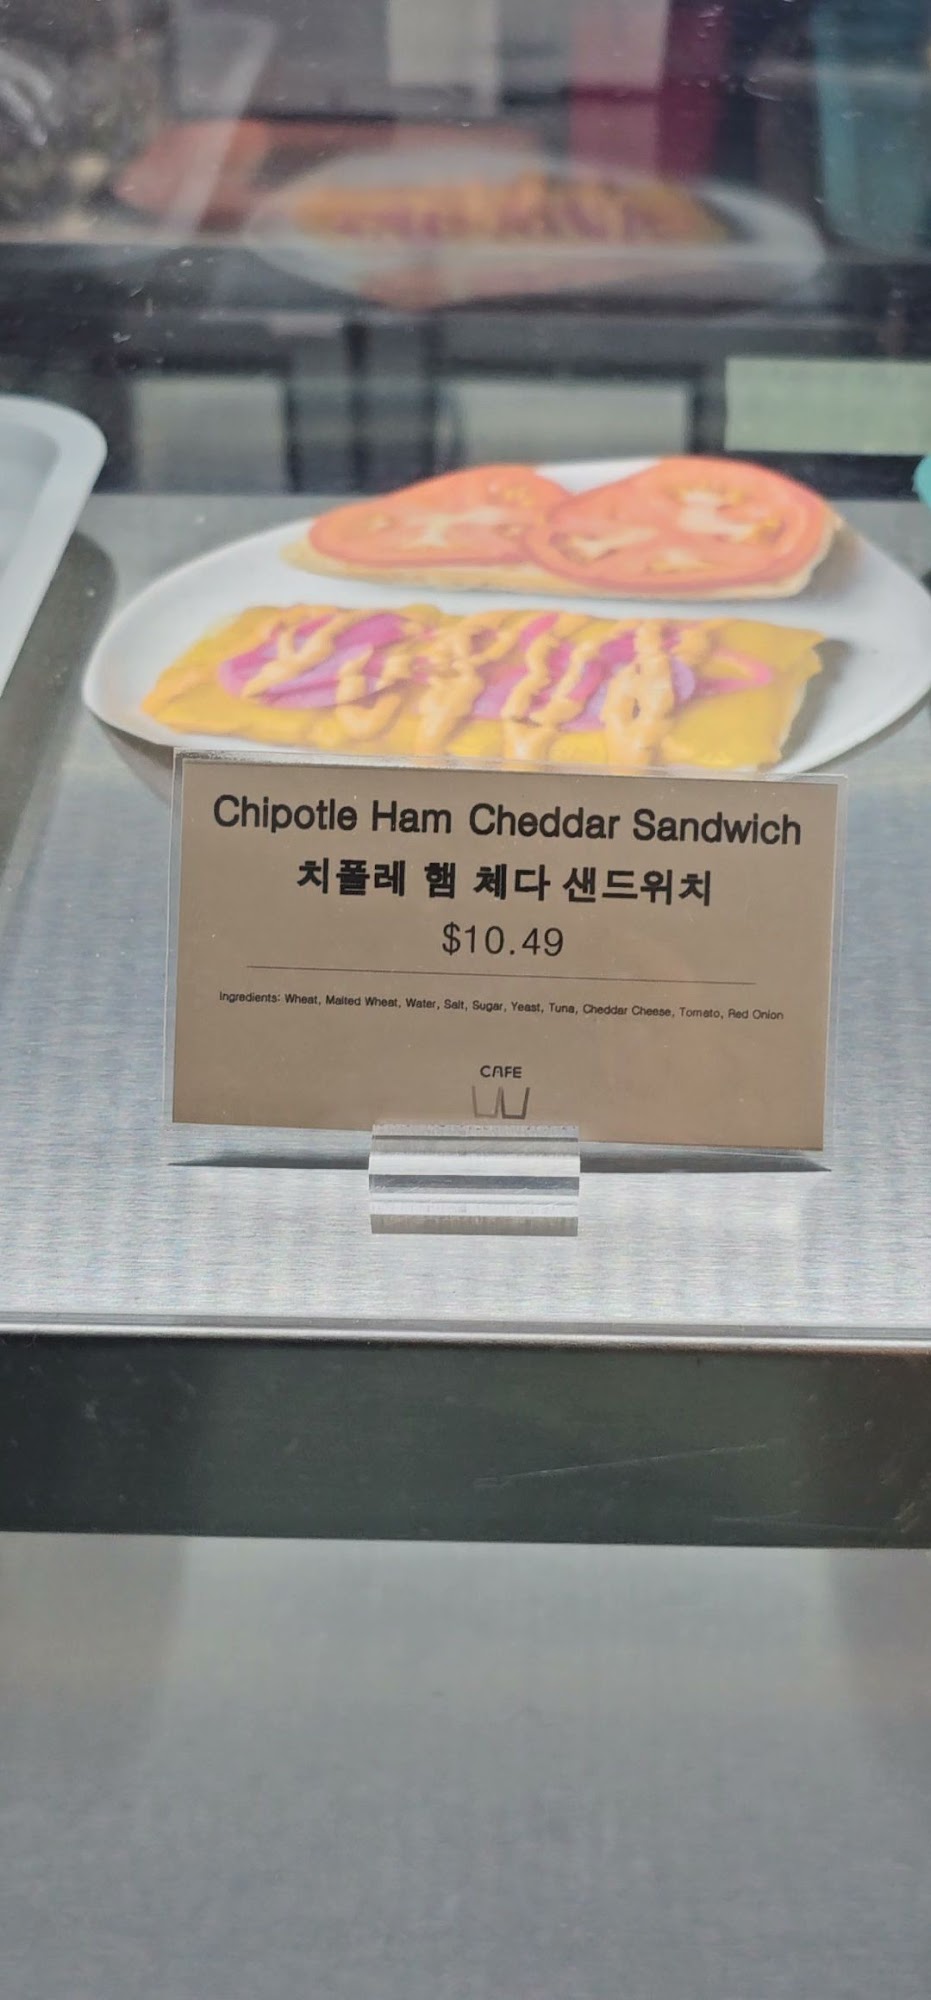 Chipotle Ham Cheddar Sandwich
치폴레 햄 체다 샌드위치
$10.49
Ingredients: Wheat, Malted Wheat, Water, Salt, Sugar, Yeast, Tuna, Cheddar Cheese, Tomato, Red Onion
CAFE
W